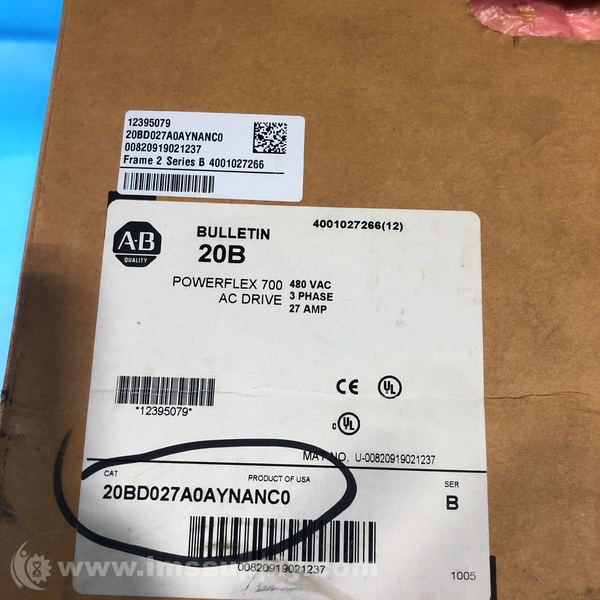 12395079
20BD027A0AYNANC0
00820919021237
Frame 2 Series B 4001027266
A-B
QUALITY
BULLETIN
20B
4001027266(12)
POWERFLEX 700
AC DRIVE
480 VAC
3 PHASE
27 AMP
*12395079*
CE
UL
c UL
MAT NO. U-00820919021237
CAT
PRODUCT OF USA
20BD027A0AYNANC0
SER
B
00820919021237
1005
www.imssupply.com